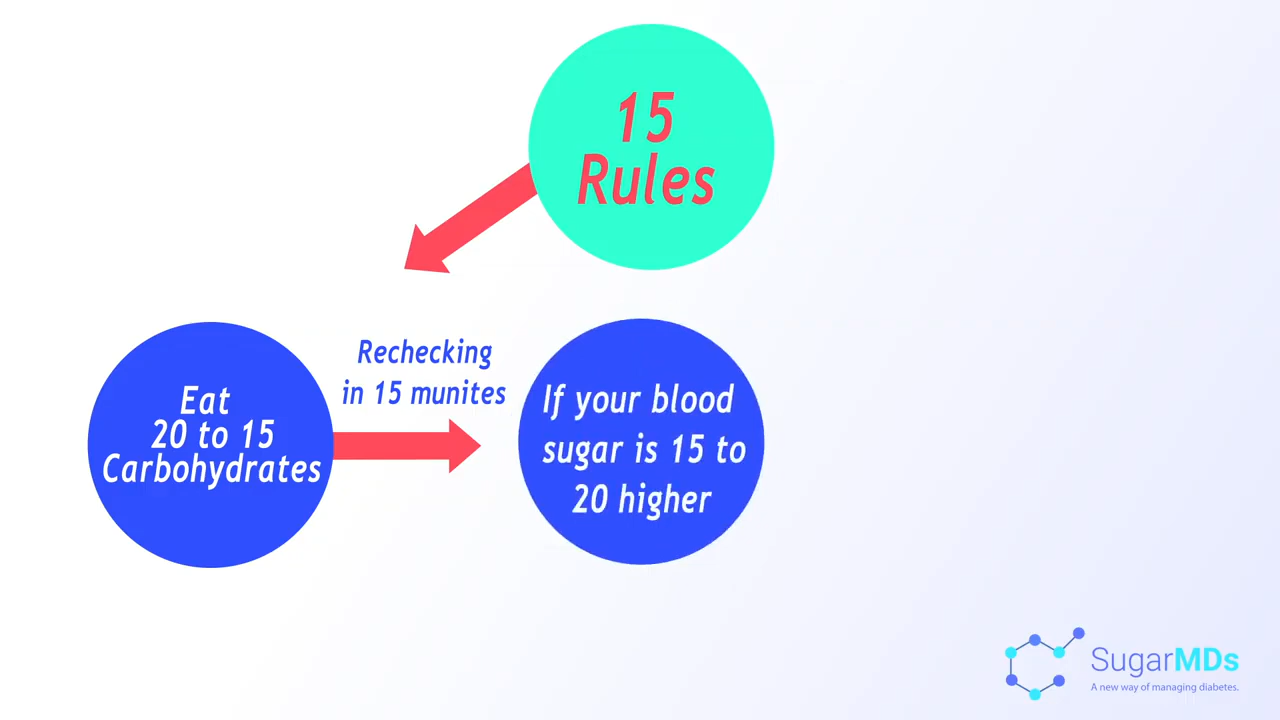 15
Rules
Rechecking
in 15 munites
Eat
20 to 15
Carbohydrates
If your blood
sugar is 15 to
20 higher
SugarMDs
A new way of managing diabetes.